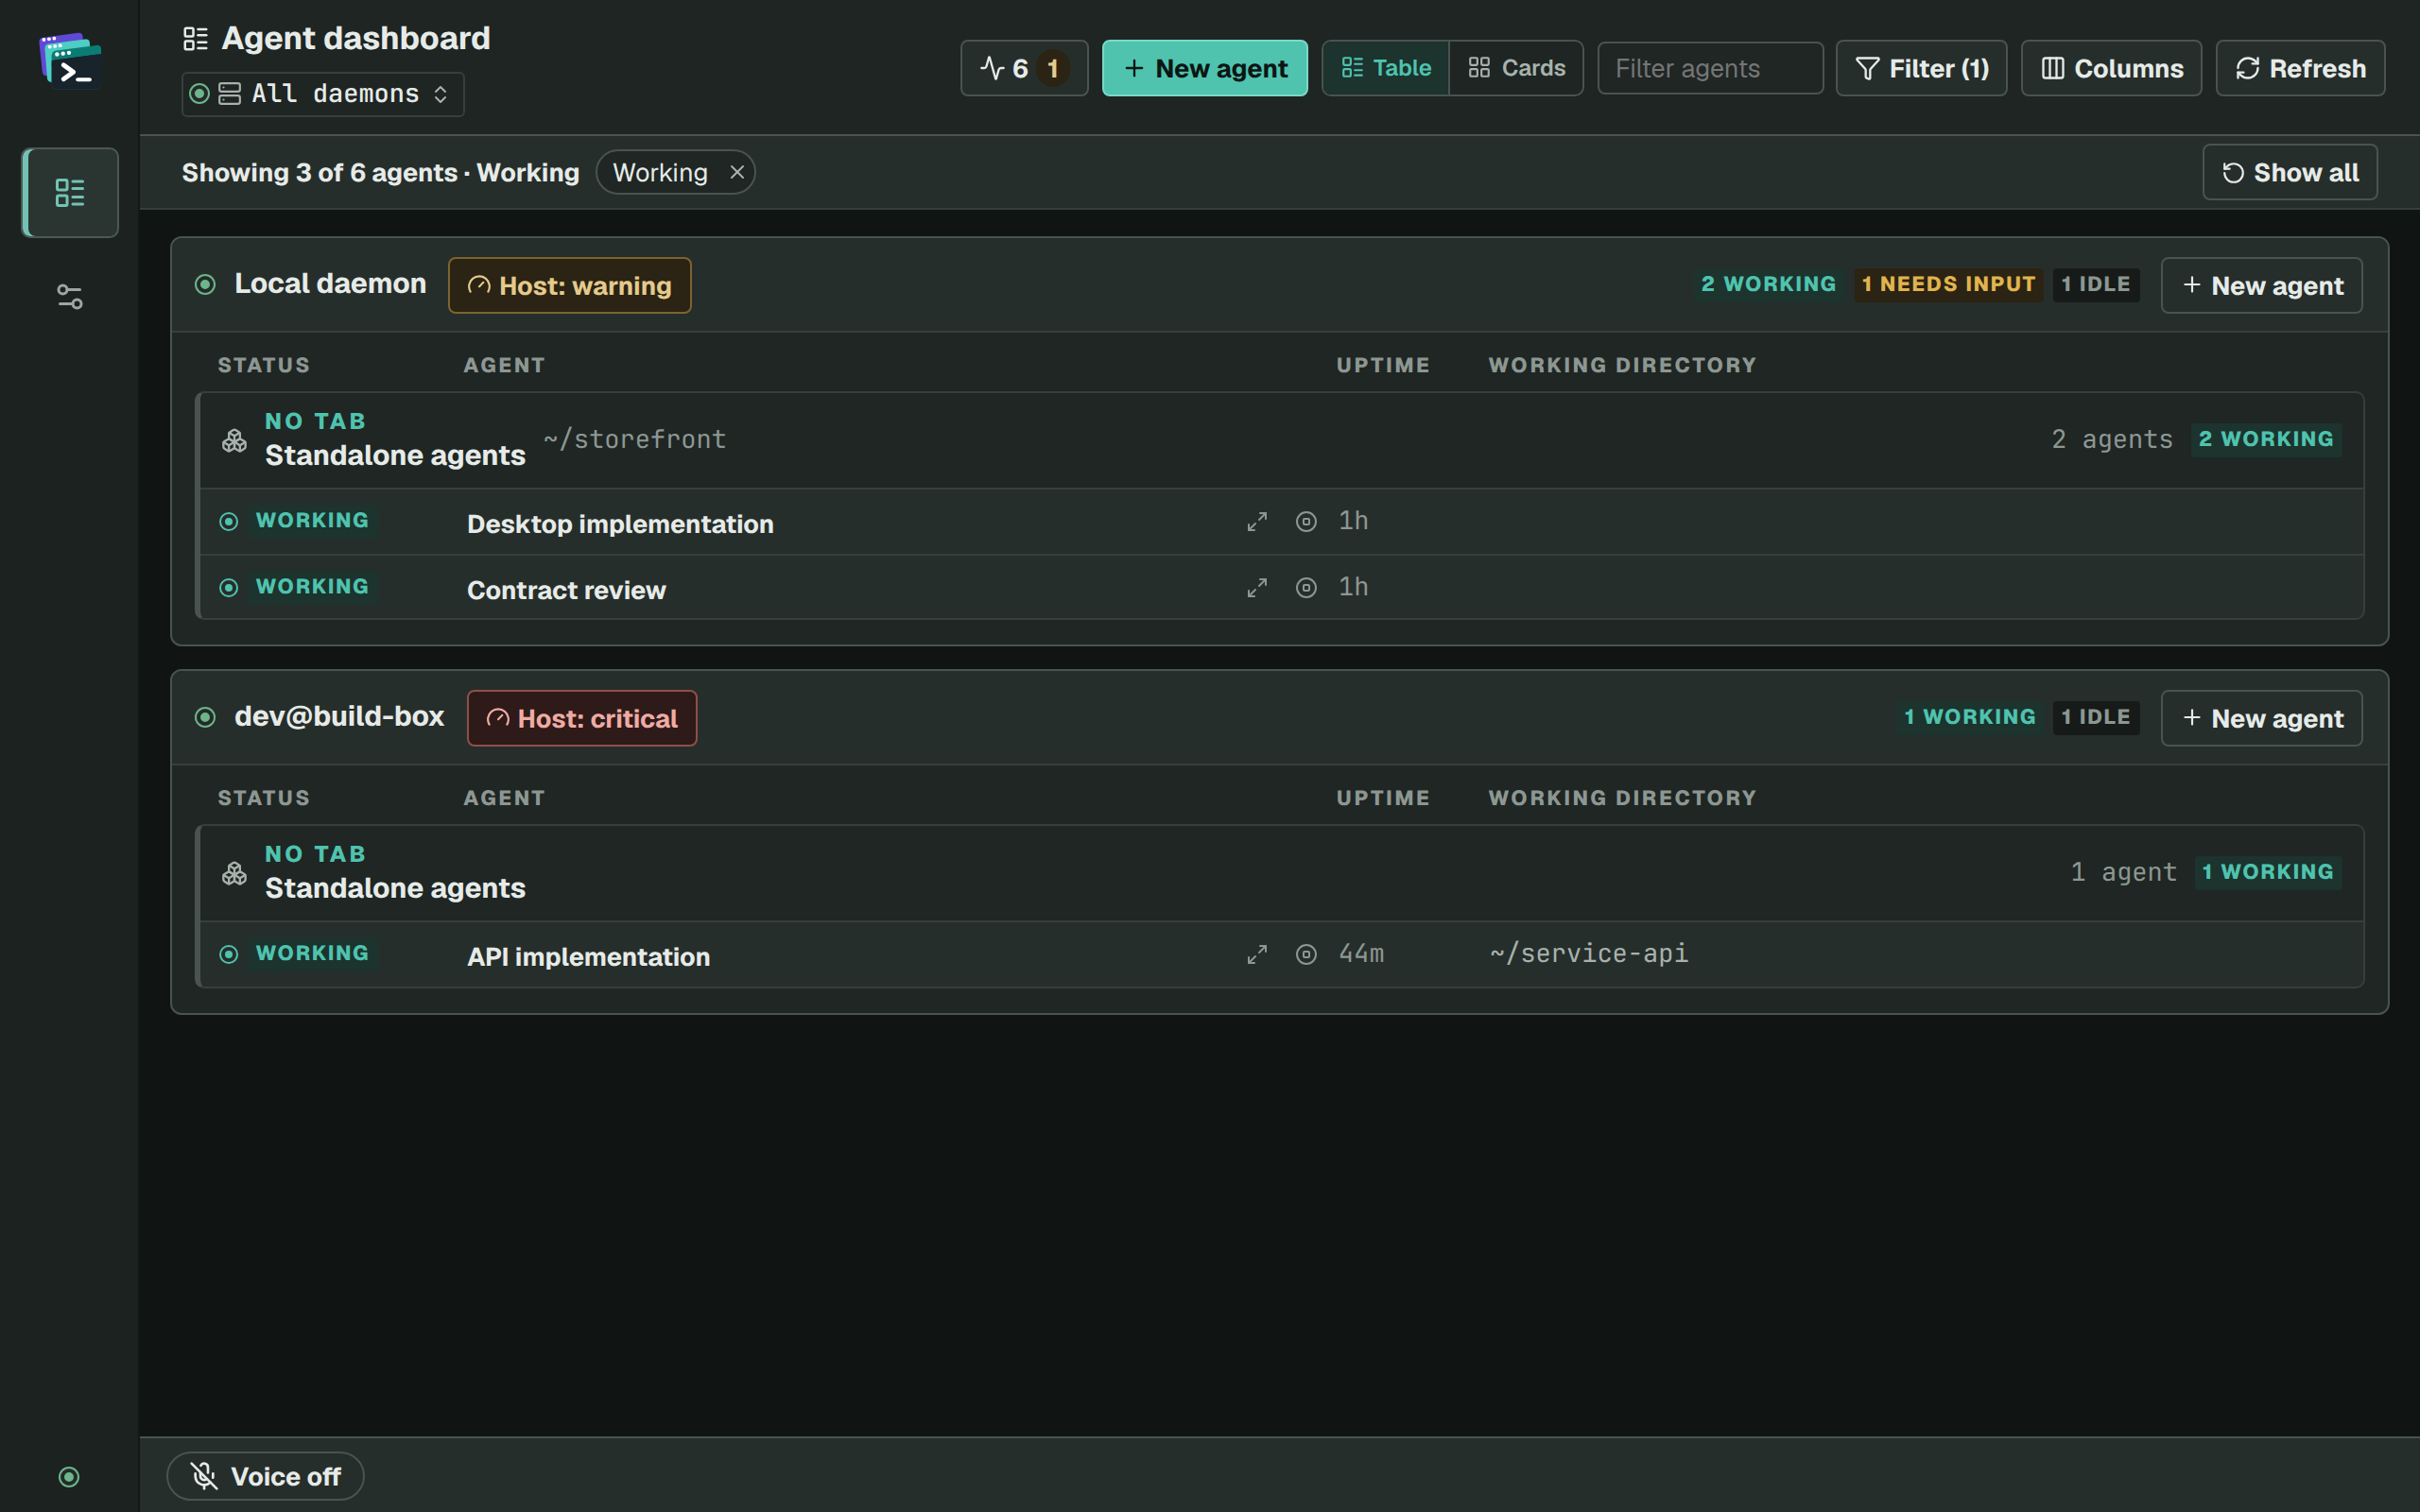 Agent dashboard
All daemons
6 1
New agent
Table
Cards
Filter agents
Filter (1)
Columns
Refresh
Showing 3 of 6 agents · Working
Working
Show all
Local daemon
Host: warning
2 WORKING
1 NEEDS INPUT
1 IDLE
New agent
STATUS
AGENT
UPTIME
WORKING DIRECTORY
NO TAB
Standalone agents
~/storefront
2 agents
2 WORKING
WORKING
Desktop implementation
1h
WORKING
Contract review
1h
dev@build-box
Host: critical
1 WORKING
1 IDLE
New agent
STATUS
AGENT
UPTIME
WORKING DIRECTORY
NO TAB
Standalone agents
1 agent
1 WORKING
WORKING
API implementation
44m
~/service-api
Voice off